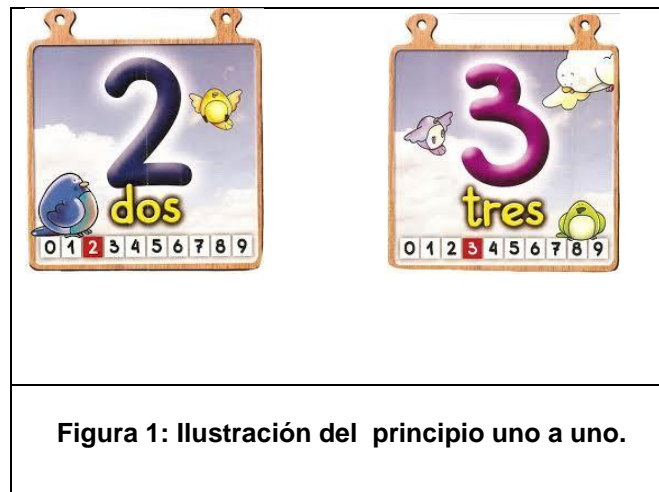 2
dos
0 1 2 3 4 5 6 7 8 9
3
tres
0 1 2 3 4 5 6 7 8 9
Figura 1: Ilustración del principio uno a uno.